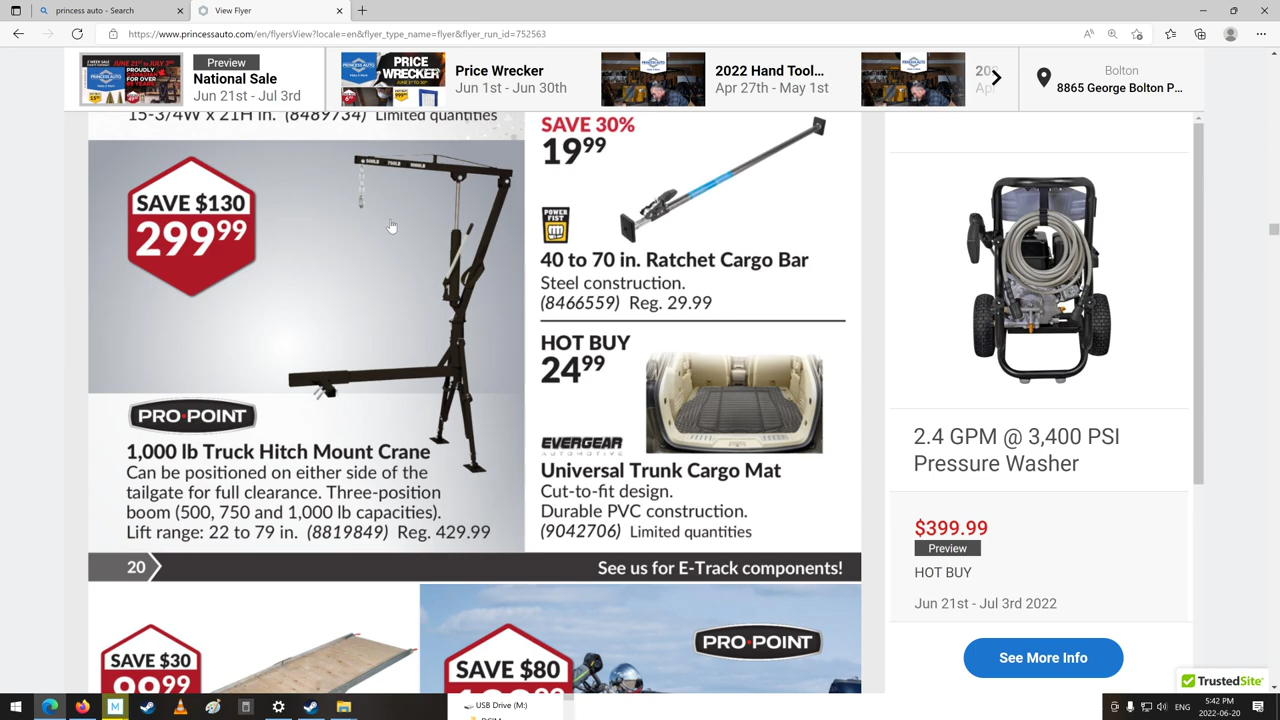 princess auto - Search
View Flyer
https://www.princessauto.com/en/flyersView?locale=en&flyer_type_name=flyer&flyer_run_id=752563
Preview
National Sale
Jun 21st - Jul 3rd
Price Wrecker
Jun 1st - Jun 30th
2022 Hand Tool...
Apr 27th - May 1st
Bolton
8865 George Bolton P...
15-3/4W x 21H in. (8489734) Limited quantities
SAVE $130
299 99
PRO·POINT
1,000 lb Truck Hitch Mount Crane
Can be positioned on either side of the
tailgate for full clearance. Three-position
boom (500, 750 and 1,000 lb capacities).
Lift range: 22 to 79 in. (8819849) Reg. 429.99
SAVE 30%
19 99
POWER
FIST
40 to 70 in. Ratchet Cargo Bar
Steel construction.
(8466559) Reg. 29.99
HOT BUY
24 99
EVERGEAR
AUTOMOTIVE
Universal Trunk Cargo Mat
Cut-to-fit design.
Durable PVC construction.
(9042706) Limited quantities
20
See us for E-Track components!
SAVE $30
SAVE $80
PRO·POINT
2.4 GPM @ 3,400 PSI
Pressure Washer
$399.99
Preview
HOT BUY
Jun 21st - Jul 3rd 2022
See More Info
TrustedSite
USB Drive (M:)
ENG
5:42 PM
2022-06-20